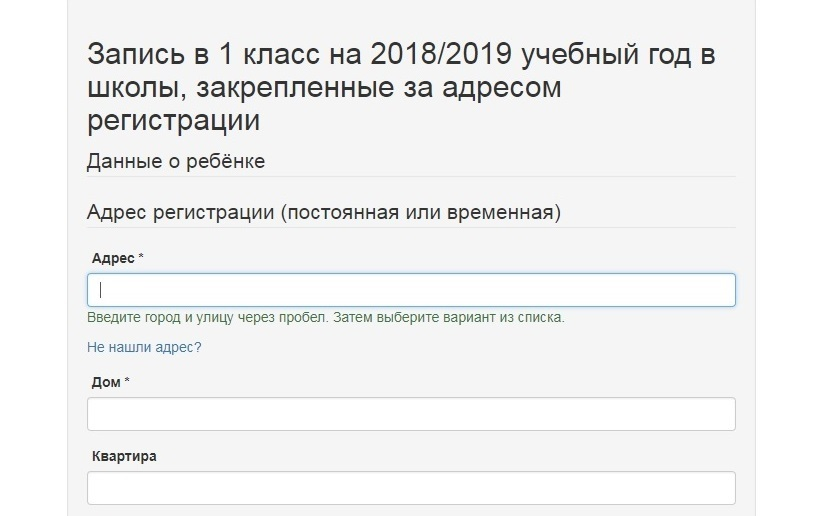 Запись в 1 класс на 2018/2019 учебный год в
школы, закрепленные за адресом
регистрации
Данные о ребёнке
Адрес регистрации (постоянная или временная)
Адрес *
Введите город и улицу через пробел. Затем выберите вариант из списка.
Не нашли адрес?
Дом *
Квартира